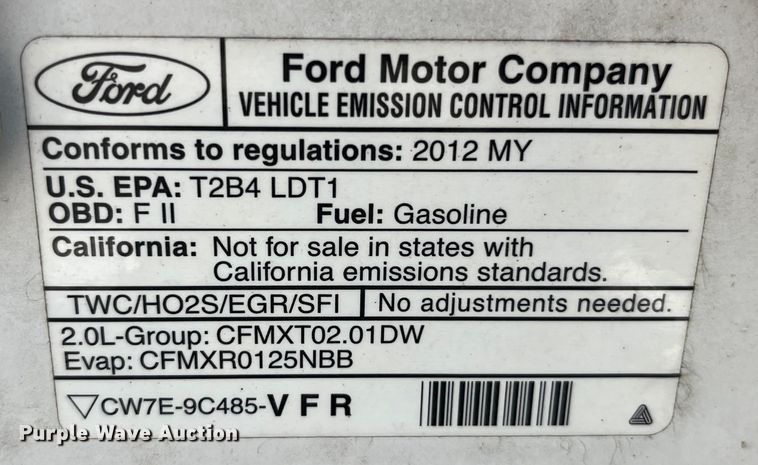 Ford
Ford Motor Company
VEHICLE EMISSION CONTROL INFORMATION
Conforms to regulations: 2012 MY
U.S. EPA: T2B4 LDT1
OBD: F II Fuel: Gasoline
California: Not for sale in states with
California emissions standards.
TWC/HO2S/EGR/SFI No adjustments needed.
2.0L-Group: CFMXT02.01DW
Evap: CFMXR0125NBB
CW7E-9C485-V F R
Purple Wave Auction